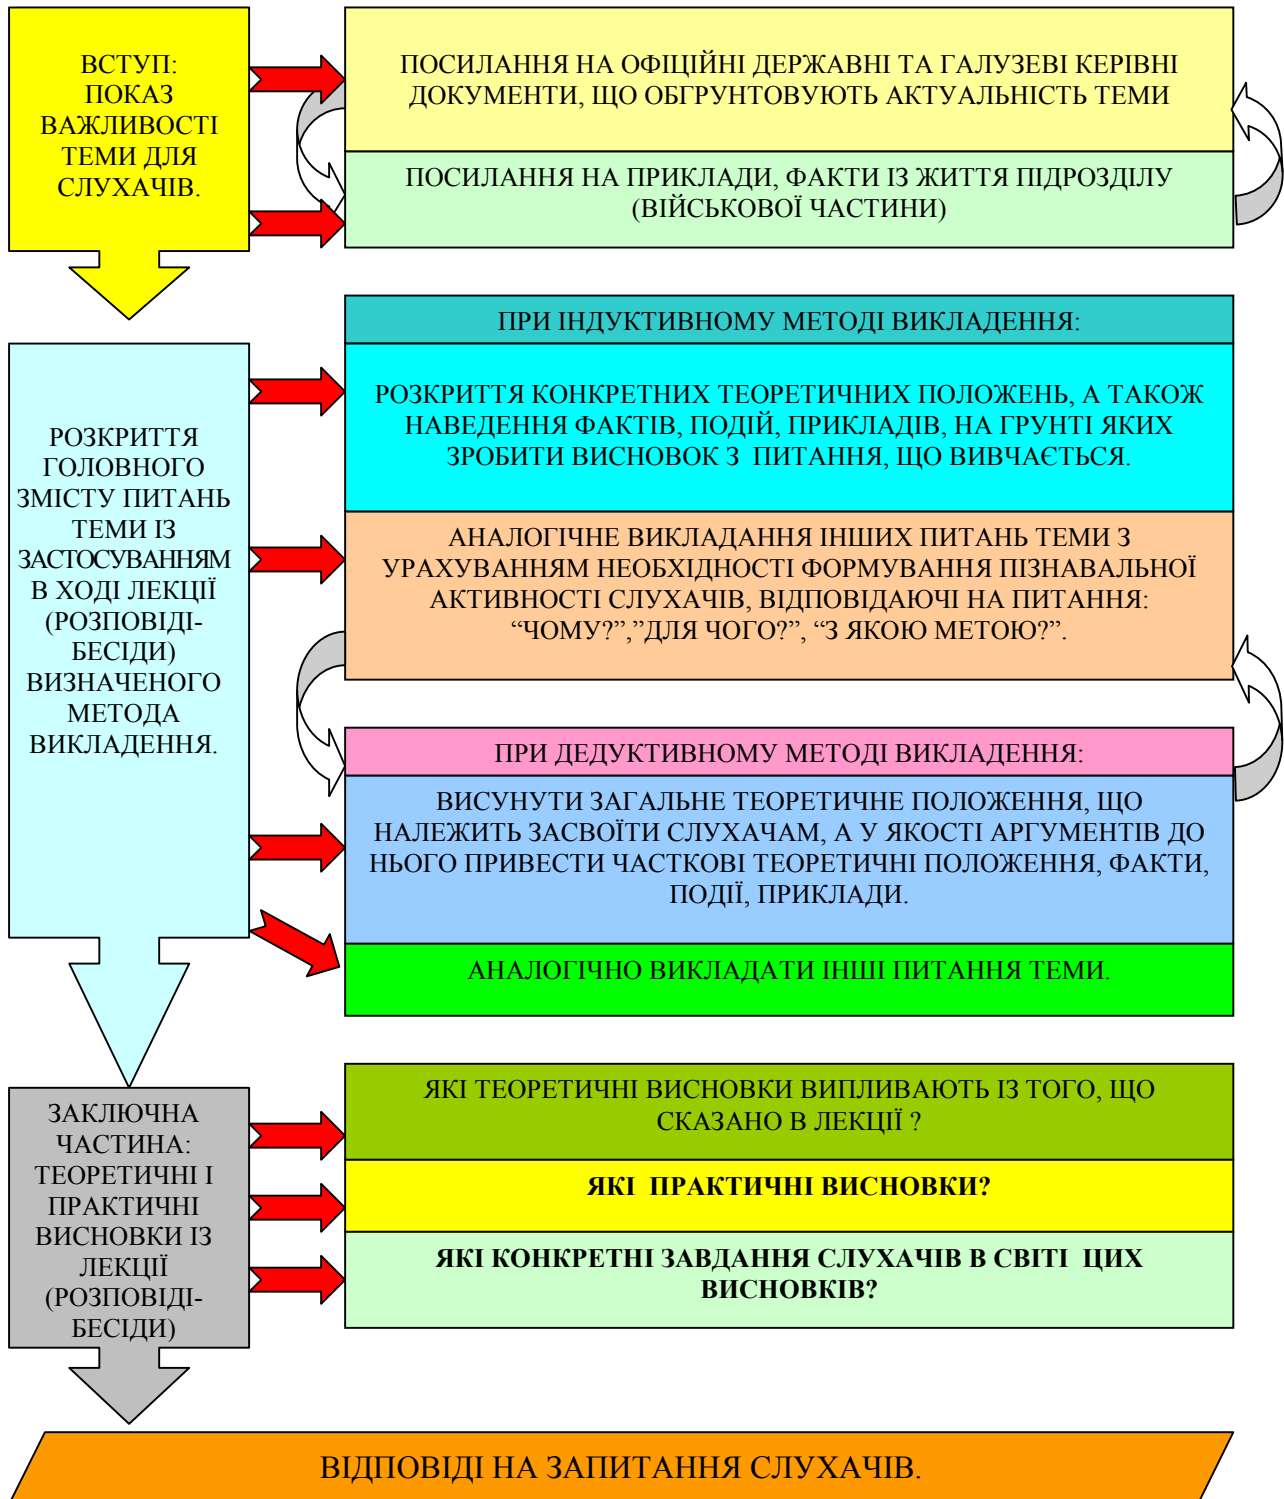 ВСТУП:
ПОКАЗ
ВАЖЛИВОСТІ
ТЕМИ ДЛЯ
СЛУХАЧІВ.
ПОСИЛАННЯ НА ОФІЦІЙНІ ДЕРЖАВНІ ТА ГАЛУЗЕВІ КЕРІВНІ
ДОКУМЕНТИ, ЩО ОБГРУНТОВУЮТЬ АКТУАЛЬНІСТЬ ТЕМИ
ПОСИЛАННЯ НА ПРИКЛАДИ, ФАКТИ ІЗ ЖИТТЯ ПІДРОЗДІЛУ
(ВІЙСЬКОВОЇ ЧАСТИНИ)
РОЗКРИТТЯ
ГОЛОВНОГО
ЗМІСТУ ПИТАНЬ
ТЕМИ ІЗ
ЗАСТОСУВАННЯМ
В ХОДІ ЛЕКЦІЇ
(РОЗПОВІДІ-
БЕСІДИ)
ВИЗНАЧЕНОГО
МЕТОДА
ВИКЛАДЕННЯ.
ПРИ ІНДУКТИВНОМУ МЕТОДІ ВИКЛАДЕННЯ:
РОЗКРИТТЯ КОНКРЕТНИХ ТЕОРЕТИЧНИХ ПОЛОЖЕНЬ, А ТАКОЖ
НАВЕДЕННЯ ФАКТІВ, ПОДІЙ, ПРИКЛАДІВ, НА ГРУНТІ ЯКИХ
ЗРОБИТИ ВИСНОВОК З ПИТАННЯ, ЩО ВИВЧАЄТЬСЯ.
АНАЛОГІЧНЕ ВИКЛАДАННЯ ІНШИХ ПИТАНЬ ТЕМИ З
УРАХУВАННЯМ НЕОБХІДНОСТІ ФОРМУВАННЯ ПІЗНАВАЛЬНОЇ
АКТИВНОСТІ СЛУХАЧІВ, ВІДПОВІДАЮЧІ НА ПИТАННЯ:
“ЧОМУ?”,”ДЛЯ ЧОГО?”, “З ЯКОЮ МЕТОЮ?”.
ПРИ ДЕДУКТИВНОМУ МЕТОДІ ВИКЛАДЕННЯ:
ВИСУНУТИ ЗАГАЛЬНЕ ТЕОРЕТИЧНЕ ПОЛОЖЕННЯ, ЩО
НАЛЕЖИТЬ ЗАСВОЇТИ СЛУХАЧАМ, А У ЯКОСТІ АРГУМЕНТІВ ДО
НЬОГО ПРИВЕСТИ ЧАСТКОВІ ТЕОРЕТИЧНІ ПОЛОЖЕННЯ, ФАКТИ,
ПОДІЇ, ПРИКЛАДИ.
АНАЛОГІЧНО ВИКЛАДАТИ ІНШІ ПИТАННЯ ТЕМИ.
ЗАКЛЮЧНА
ЧАСТИНА:
ТЕОРЕТИЧНІ І
ПРАКТИЧНІ
ВИСНОВКИ ІЗ
ЛЕКЦІЇ
(РОЗПОВІДІ-
БЕСІДИ)
ЯКІ ТЕОРЕТИЧНІ ВИСНОВКИ ВИПЛИВАЮТЬ ІЗ ТОГО, ЩО
СКАЗАНО В ЛЕКЦІЇ ?
ЯКІ ПРАКТИЧНІ ВИСНОВКИ?
ЯКІ КОНКРЕТНІ ЗАВДАННЯ СЛУХАЧІВ В СВІТІ ЦИХ
ВИСНОВКІВ?
ВІДПОВІДІ НА ЗАПИТАННЯ СЛУХАЧІВ.